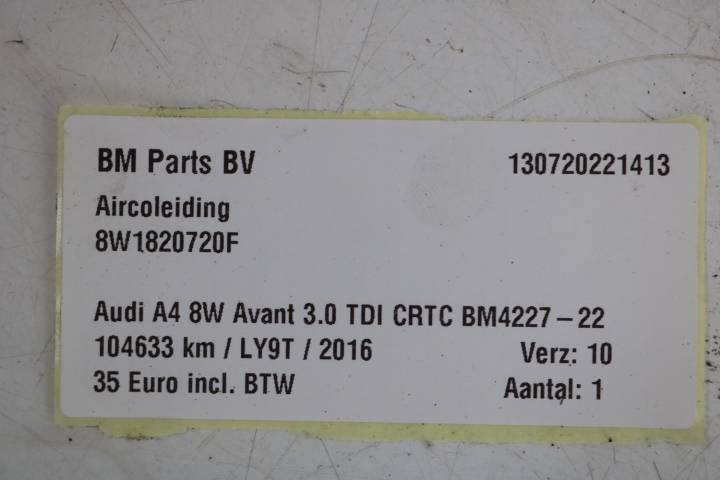 BM Parts BV 130720221413
Aircoleiding
8W1820720F
Audi A4 8W Avant 3.0 TDI CRTC BM4227-22
104633 km / LY9T / 2016 Verz: 10
35 Euro incl. BTW Aantal: 1